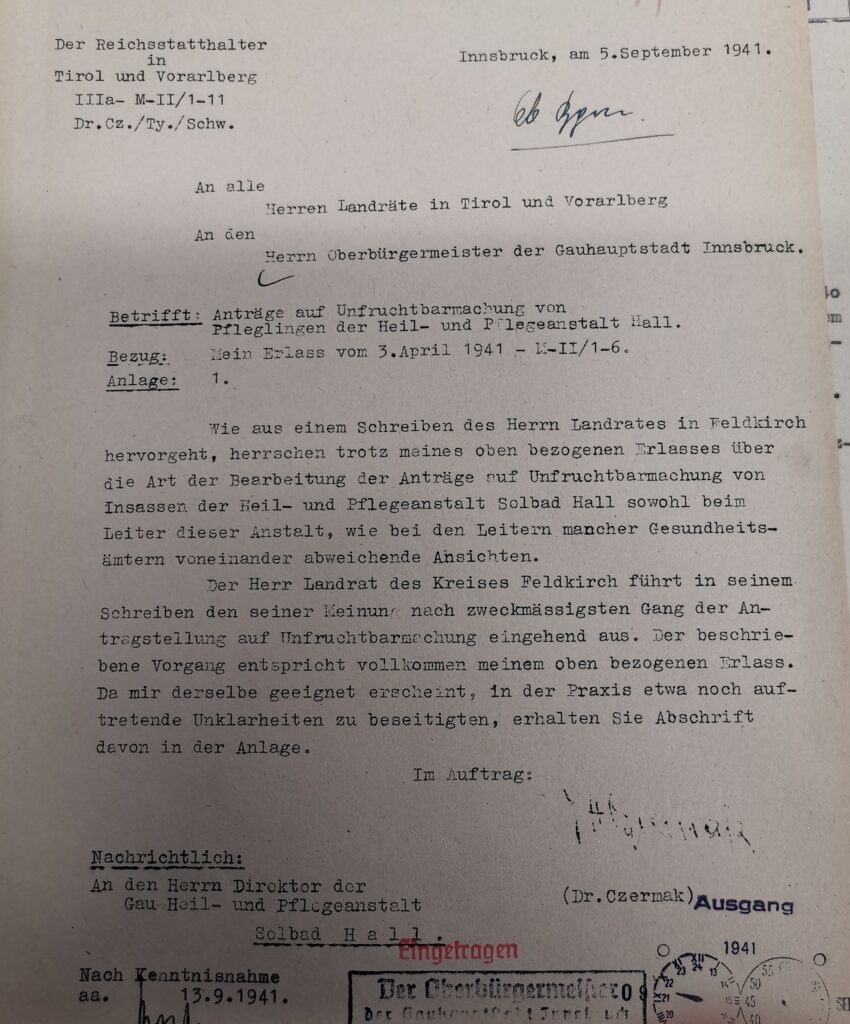 Der Reichsstatthalter
in
Tirol und Vorarlberg
IIIa- M-II/1-11
Dr.Cz./Ty./Schw.
Innsbruck, am 5.September 1941.
An alle
Herren Landräte in Tirol und Vorarlberg
An den
Herrn Oberbürgermeister der Gauhauptstadt Innsbruck.
Betrifft: Anträge auf Unfruchtbarmachung von
Pfleglingen der Heil- und Pflegeanstalt Hall.
Bezug: Mein Erlass vom 3.April 1941 - M-II/1-6.
Anlage: 1.
Wie aus einem Schreiben des Herrn Landrates in Feldkirch
hervorgeht, herrschen trotz meines oben bezogenen Erlasses über
die Art der Bearbeitung der Anträge auf Unfruchtbarmachung von
Insassen der Heil- und Pflegeanstalt Solbad Hall sowohl beim
Leiter dieser Anstalt, wie bei den Leitern mancher Gesundheits-
ämtern voneinander abweichende Ansichten.
Der Herr Landrat des Kreises Feldkirch führt in seinem
Schreiben den seiner Meinung nach zweckmässigsten Gang der An-
tragstellung auf Unfruchtbarmachung eingehend aus. Der beschrie-
bene Vorgang entspricht vollkommen meinem oben bezogenen Erlass.
Da mir derselbe geeignet erscheint, in der Praxis etwa noch auf-
tretende Unklarheiten zu beseitigten, erhalten Sie Abschrift
davon in der Anlage.
Im Auftrag:
Nachrichtlich:
An den Herrn Direktor der
Gau Heil- und Pflegeanstalt
Solbad Hall.
(Dr.Czermak)
Ausgang
Eingetragen
1941
Nach Kenntnisnahme
aa. 13.9.1941.
Der Oberbürgermeister
Der Gauhauptstadt Innsbruck